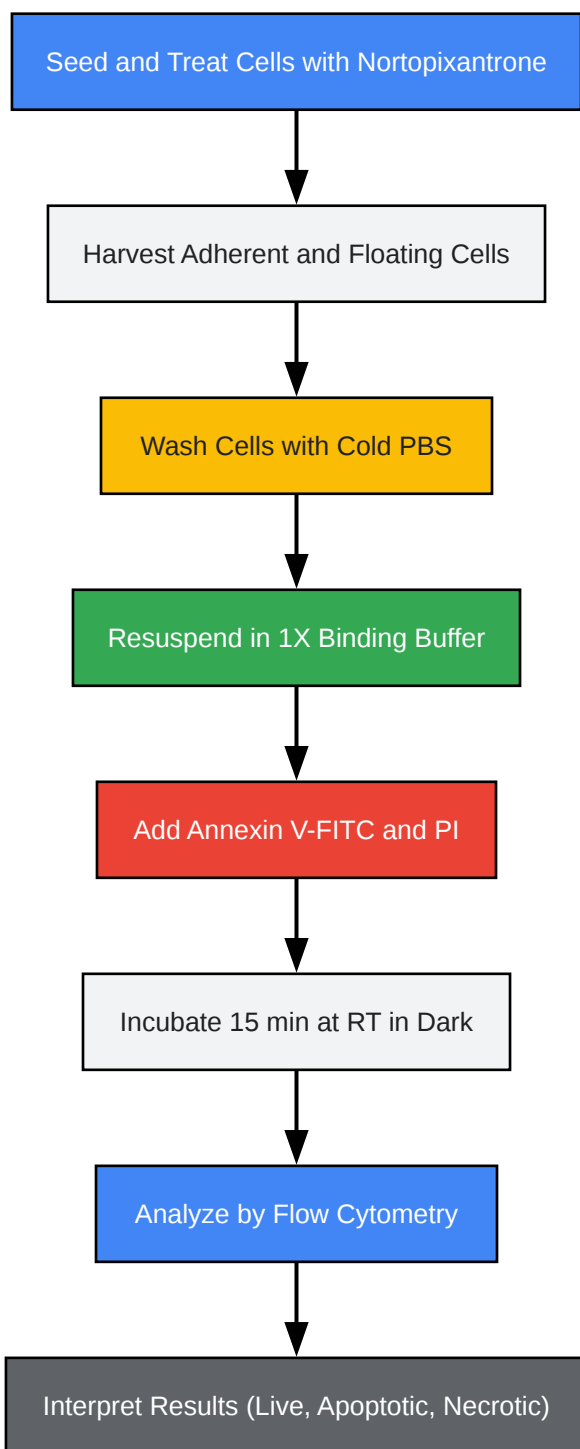 Seed and Treat Cells with Nortopixantrone
Harvest Adherent and Floating Cells
Wash Cells with Cold PBS
Resuspend in 1X Binding Buffer
Add Annexin V-FITC and PI
Incubate 15 min at RT in Dark
Analyze by Flow Cytometry
Interpret Results (Live, Apoptotic, Necrotic)